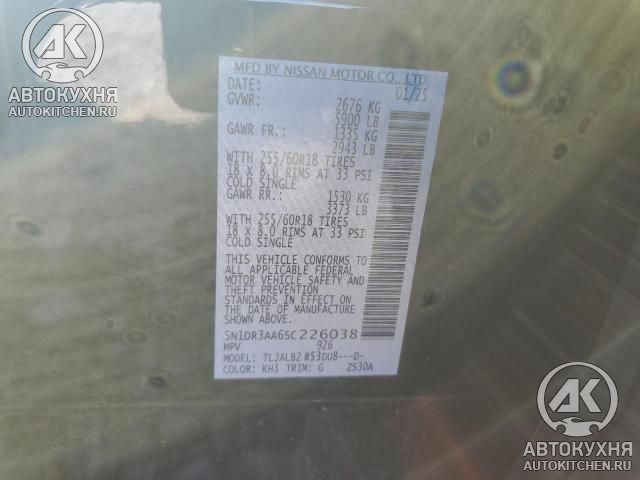 MFD BY NISSAN MOTOR CO., LTD
DATE: 01/25
GVWR: 2676 KG
5900 LB
GAWR FR.: 1335 KG
2943 LB
WITH 255/60R18 TIRES
18 x 8.0 RIMS AT 33 PSI
COLD SINGLE
GAWR RR.: 1530 KG
3373 LB
WITH 255/60R18 TIRES
18 x 8.0 RIMS AT 33 PSI
COLD SINGLE
THIS VEHICLE CONFORMS TO
ALL APPLICABLE FEDERAL
MOTOR VEHICLE SAFETY AND
THEFT PREVENTION
STANDARDS IN EFFECT ON
THE DATE OF MANUFACTURE
SHOWN ABOVE.
5N1DR3AA6SC226038
MPV 926
MODEL: TLJALB2 R53DU8---D-
COLOR: KH3 TRIM: G ZS30A
АВТОКУХНЯ
AUTOKITCHEN.RU
АВТОКУХНЯ
AUTOKITCHEN.RU